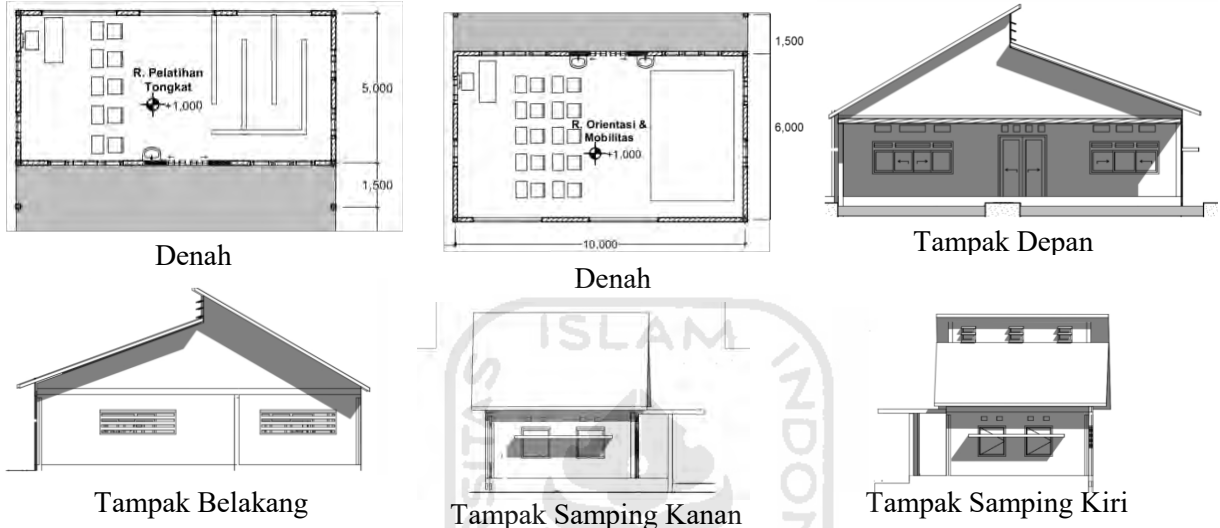 R. Pelatihan
Tongkat
+1,000
5,000
1,500
Denah
1,500
R. Orientasi &
Mobilitas
+1,000
6,000
10,000
Denah
Tampak Depan
Tampak Belakang
ISLAM
Tampak Samping Kanan
Tampak Samping Kiri